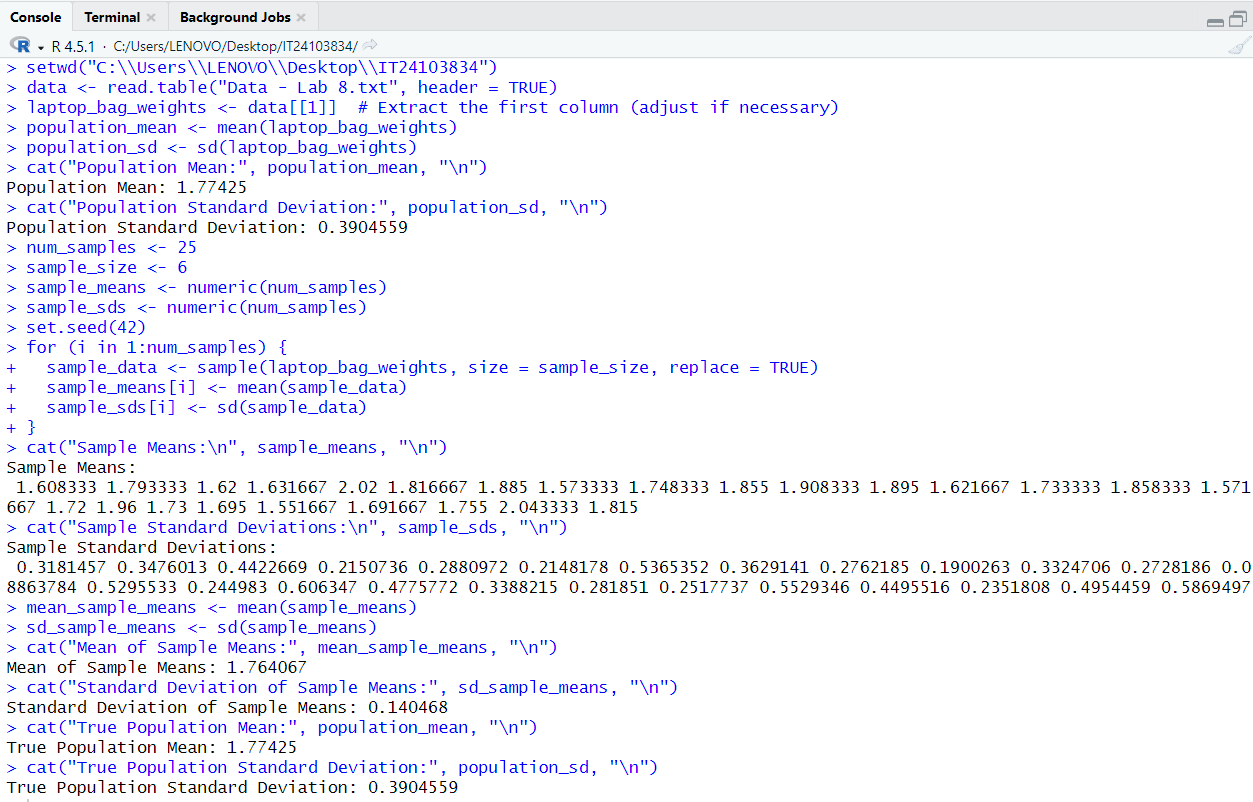 Console Terminal Background Jobs
R 4.5.1 · C:/Users/LENOVO/Desktop/IT24103834/
> setwd("C:\\Users\\LENOVO\\Desktop\\IT24103834")
> data <- read.table("Data - Lab 8.txt", header = TRUE)
> laptop_bag_weights <- data[[1]]  # Extract the first column (adjust if necessary)
> population_mean <- mean(laptop_bag_weights)
> population_sd <- sd(laptop_bag_weights)
> cat("Population Mean:", population_mean, "\n")
Population Mean: 1.77425
> cat("Population Standard Deviation:", population_sd, "\n")
Population Standard Deviation: 0.3904559
> num_samples <- 25
> sample_size <- 6
> sample_means <- numeric(num_samples)
> sample_sds <- numeric(num_samples)
> set.seed(42)
> for (i in 1:num_samples) {
+   sample_data <- sample(laptop_bag_weights, size = sample_size, replace = TRUE)
+   sample_means[i] <- mean(sample_data)
+   sample_sds[i] <- sd(sample_data)
+ }
> cat("Sample Means:\n", sample_means, "\n")
Sample Means:
 1.608333 1.793333 1.62 1.631667 2.02 1.816667 1.885 1.573333 1.748333 1.855 1.908333 1.895 1.621667 1.733333 1.858333 1.571
667 1.72 1.96 1.73 1.695 1.551667 1.691667 1.755 2.043333 1.815
> cat("Sample Standard Deviations:\n", sample_sds, "\n")
Sample Standard Deviations:
 0.3181457 0.3476013 0.4422669 0.2150736 0.2880972 0.2148178 0.5365352 0.3629141 0.2762185 0.1900263 0.3324706 0.2728186 0.0
8863784 0.5295533 0.244983 0.606347 0.4775772 0.3388215 0.281851 0.2517737 0.5529346 0.4495516 0.2351808 0.4954459 0.5869497
> mean_sample_means <- mean(sample_means)
> sd_sample_means <- sd(sample_means)
> cat("Mean of Sample Means:", mean_sample_means, "\n")
Mean of Sample Means: 1.764067
> cat("Standard Deviation of Sample Means:", sd_sample_means, "\n")
Standard Deviation of Sample Means: 0.140468
> cat("True Population Mean:", population_mean, "\n")
True Population Mean: 1.77425
> cat("True Population Standard Deviation:", population_sd, "\n")
True Population Standard Deviation: 0.3904559